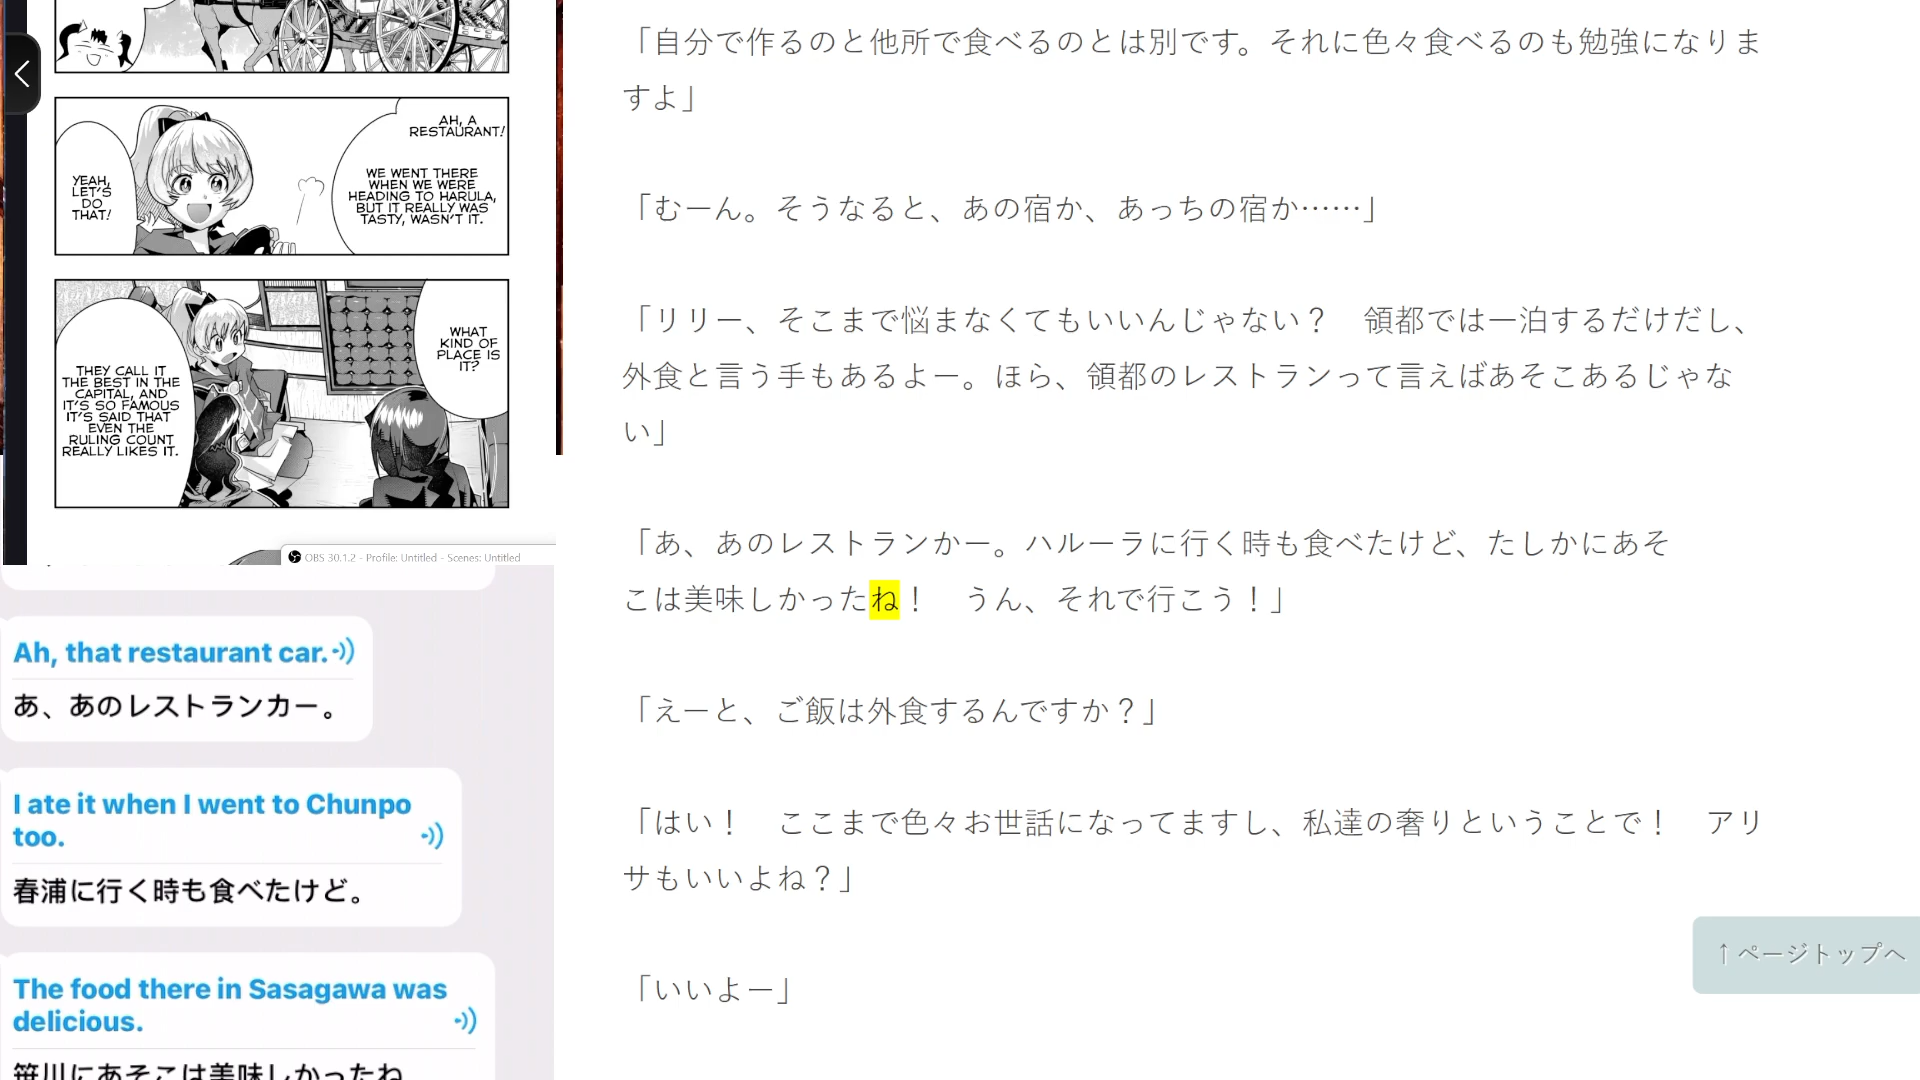 AH, A
RESTAURANT!
WE WENT THERE
WHEN WE WERE
HEADING TO HARULA,
BUT IT REALLY WAS
TASTY, WASN'T IT.
YEAH,
LET'S
DO
THAT!
WHAT
KIND OF
PLACE IS
IT?
THEY CALL IT
THE BEST IN THE
CAPITAL, AND
IT'S SO FAMOUS
IT'S SAID THAT
EVEN THE
RULING COUNT
REALLY LIKES IT.
OBS 30.1.2 - Profile: Untitled - Scenes: Untitled
Ah, that restaurant car.
あ、あのレストランカー。
I ate it when I went to Chunpo
too.
春浦に行く時も食べたけど。
The food there in Sasagawa was
delicious.
笹川にあそこは美味しかったね
「自分で作るのと他所で食べるのとは別です。それに色々食べるのも勉強になりま
すよ」
「むーん。そうなると、あの宿か、あっちの宿か……」
「リリー、そこまで悩まなくてもいいんじゃない？　領都では一泊するだけだし、
外食と言う手もあるよー。ほら、領都のレストランって言えばあそこあるじゃな
い」
「あ、あのレストランかー。ハルーラに行く時も食べたけど、たしかにあそ
こは美味しかったね！　うん、それで行こう！」
「えーと、ご飯は外食するんですか？」
「はい！　ここまで色々お世話になってますし、私達の奢りということで！　アリ
サもいいよね？」
「いいよー」
↑ページトップへ